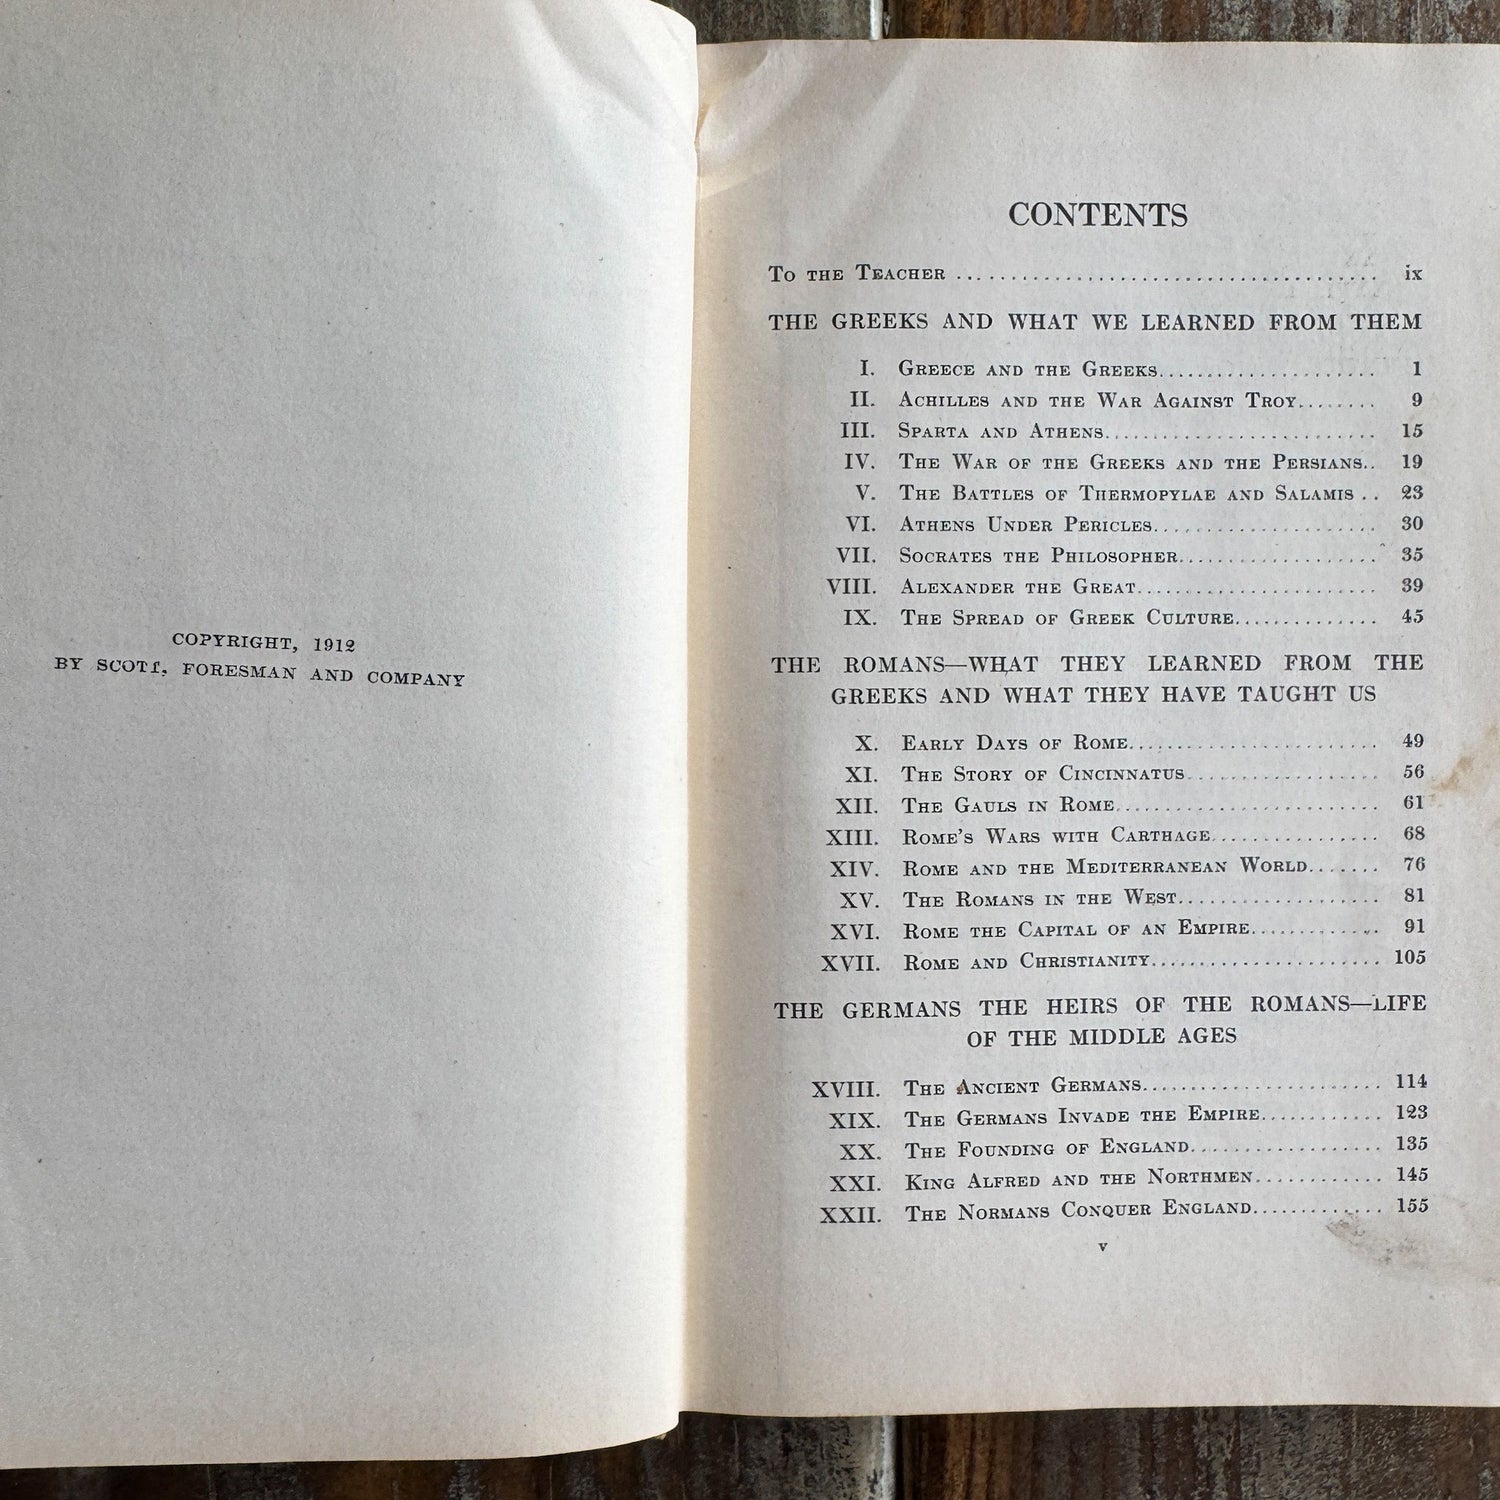 COPYRIGHT, 1912
BY SCOTT, FORESMAN AND COMPANY
CONTENTS
TO THE TEACHER ........................................ ix
THE GREEKS AND WHAT WE LEARNED FROM THEM
I. GREECE AND THE GREEKS..................... 1
II. ACHILLES AND THE WAR AGAINST TROY........ 9
III. SPARTA AND ATHENS.......................... 15
IV. THE WAR OF THE GREEKS AND THE PERSIANS.. 19
V. THE BATTLES OF THERMOPYLAE AND SALAMIS .. 23
VI. ATHENS UNDER PERICLES...................... 30
VII. SOCRATES THE PHILOSOPHER................... 35
VIII. ALEXANDER THE GREAT........................ 39
IX. THE SPREAD OF GREEK CULTURE.............. 45
THE ROMANS—WHAT THEY LEARNED FROM THE
GREEKS AND WHAT THEY HAVE TAUGHT US
X. EARLY DAYS OF ROME......................... 49
XI. THE STORY OF CINCINNATUS................... 56
XII. THE GAULS IN ROME.......................... 61
XIII. ROME'S WARS WITH CARTHAGE................ 68
XIV. ROME AND THE MEDITERRANEAN WORLD....... 76
XV. THE ROMANS IN THE WEST.................... 81
XVI. ROME THE CAPITAL OF AN EMPIRE............ 91
XVII. ROME AND CHRISTIANITY...................... 105
THE GERMANS THE HEIRS OF THE ROMANS—LIFE
OF THE MIDDLE AGES
XVIII. THE ANCIENT GERMANS....................... 114
XIX. THE GERMANS INVADE THE EMPIRE............ 123
XX. THE FOUNDING OF ENGLAND................... 135
XXI. KING ALFRED AND THE NORTHMEN............ 145
XXII. THE NORMANS CONQUER ENGLAND............. 155
v